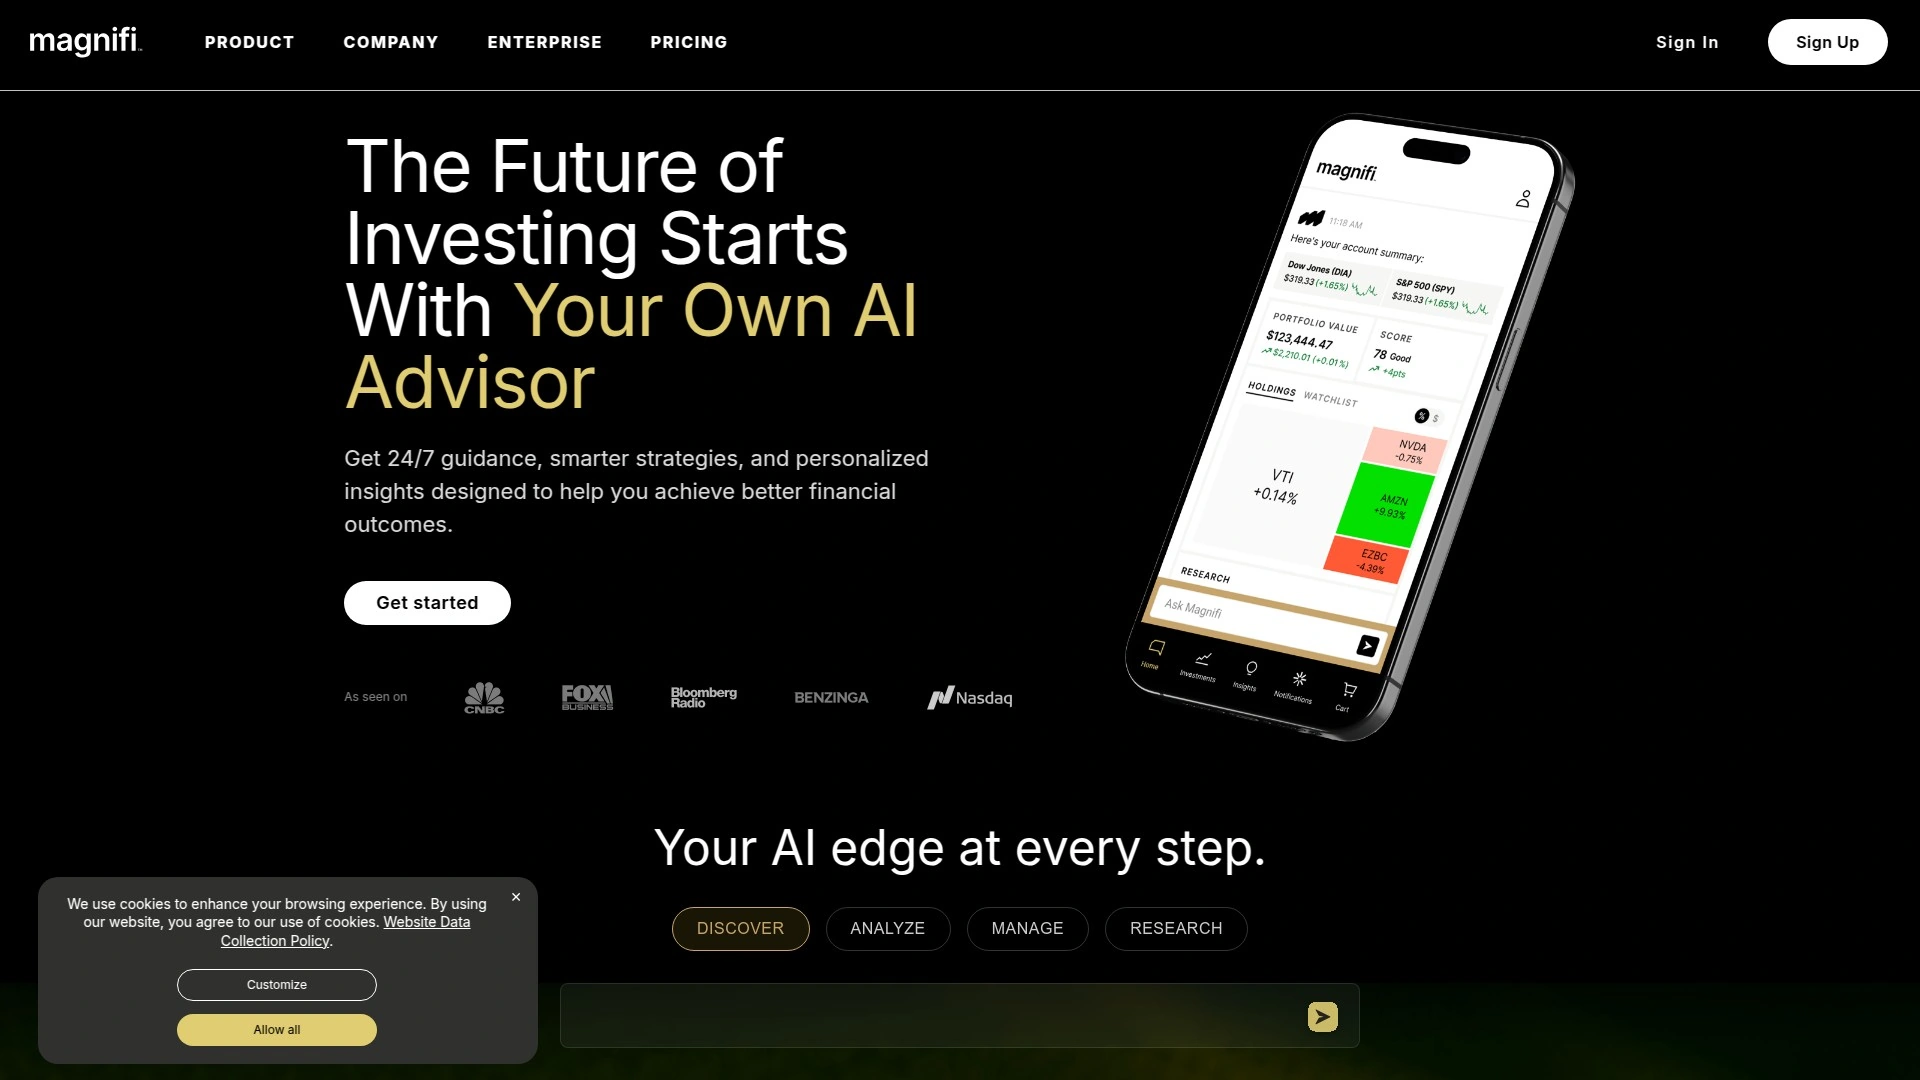 magnifi
PRODUCT
COMPANY
ENTERPRISE
PRICING
Sign In
Sign Up
The Future of
Investing Starts
With Your Own AI
Advisor
Get 24/7 guidance, smarter strategies, and personalized
insights designed to help you achieve better financial
outcomes.
Get started
As seen on
CNBC
FOX
BUSINESS
Bloomberg
Radio
BENZINGA
Nasdaq
magnifi
11:18 AM
Here's your account summary:
Dow Jones (DIA)
$319.33 (+1.65%)
S&P 500 (SPY)
$319.33 (+1.65%)
PORTFOLIO VALUE
$123,444.47
$2,210.01 (+0.01%)
SCORE
78 Good
+4pts
HOLDINGS
WATCHLIST
%
$
VTI
+0.14%
NVDA
-0.75%
AMZN
+9.93%
EZBC
-4.39%
RESEARCH
Ask Magnifi
Home
Investments
Insights
Notifications
Cart
Your AI edge at every step.
DISCOVER
ANALYZE
MANAGE
RESEARCH
We use cookies to enhance your browsing experience. By using
our website, you agree to our use of cookies. Website Data
Collection Policy.
Customize
Allow all